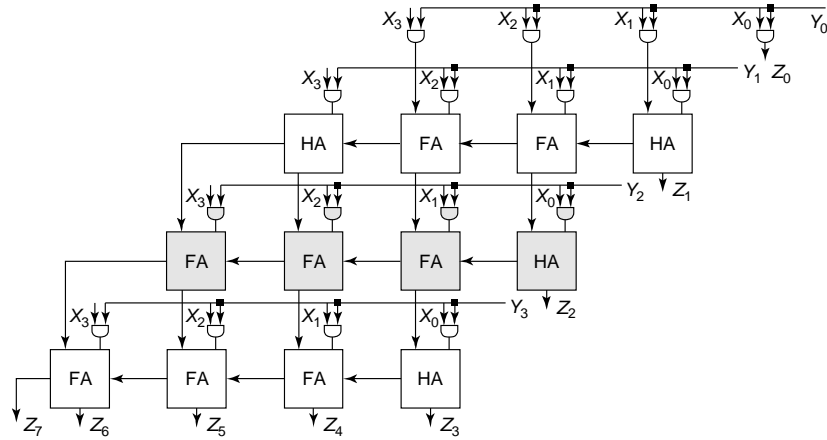 X3 X2 X1 X0 Y0
X3 X2 X1 X0 Y1 Z0
HA FA FA HA
Z1
X3 X2 X1 X0 Y2
FA FA FA HA
Z2
X3 X2 X1 X0 Y3
FA FA FA HA
Z7 Z6 Z5 Z4 Z3